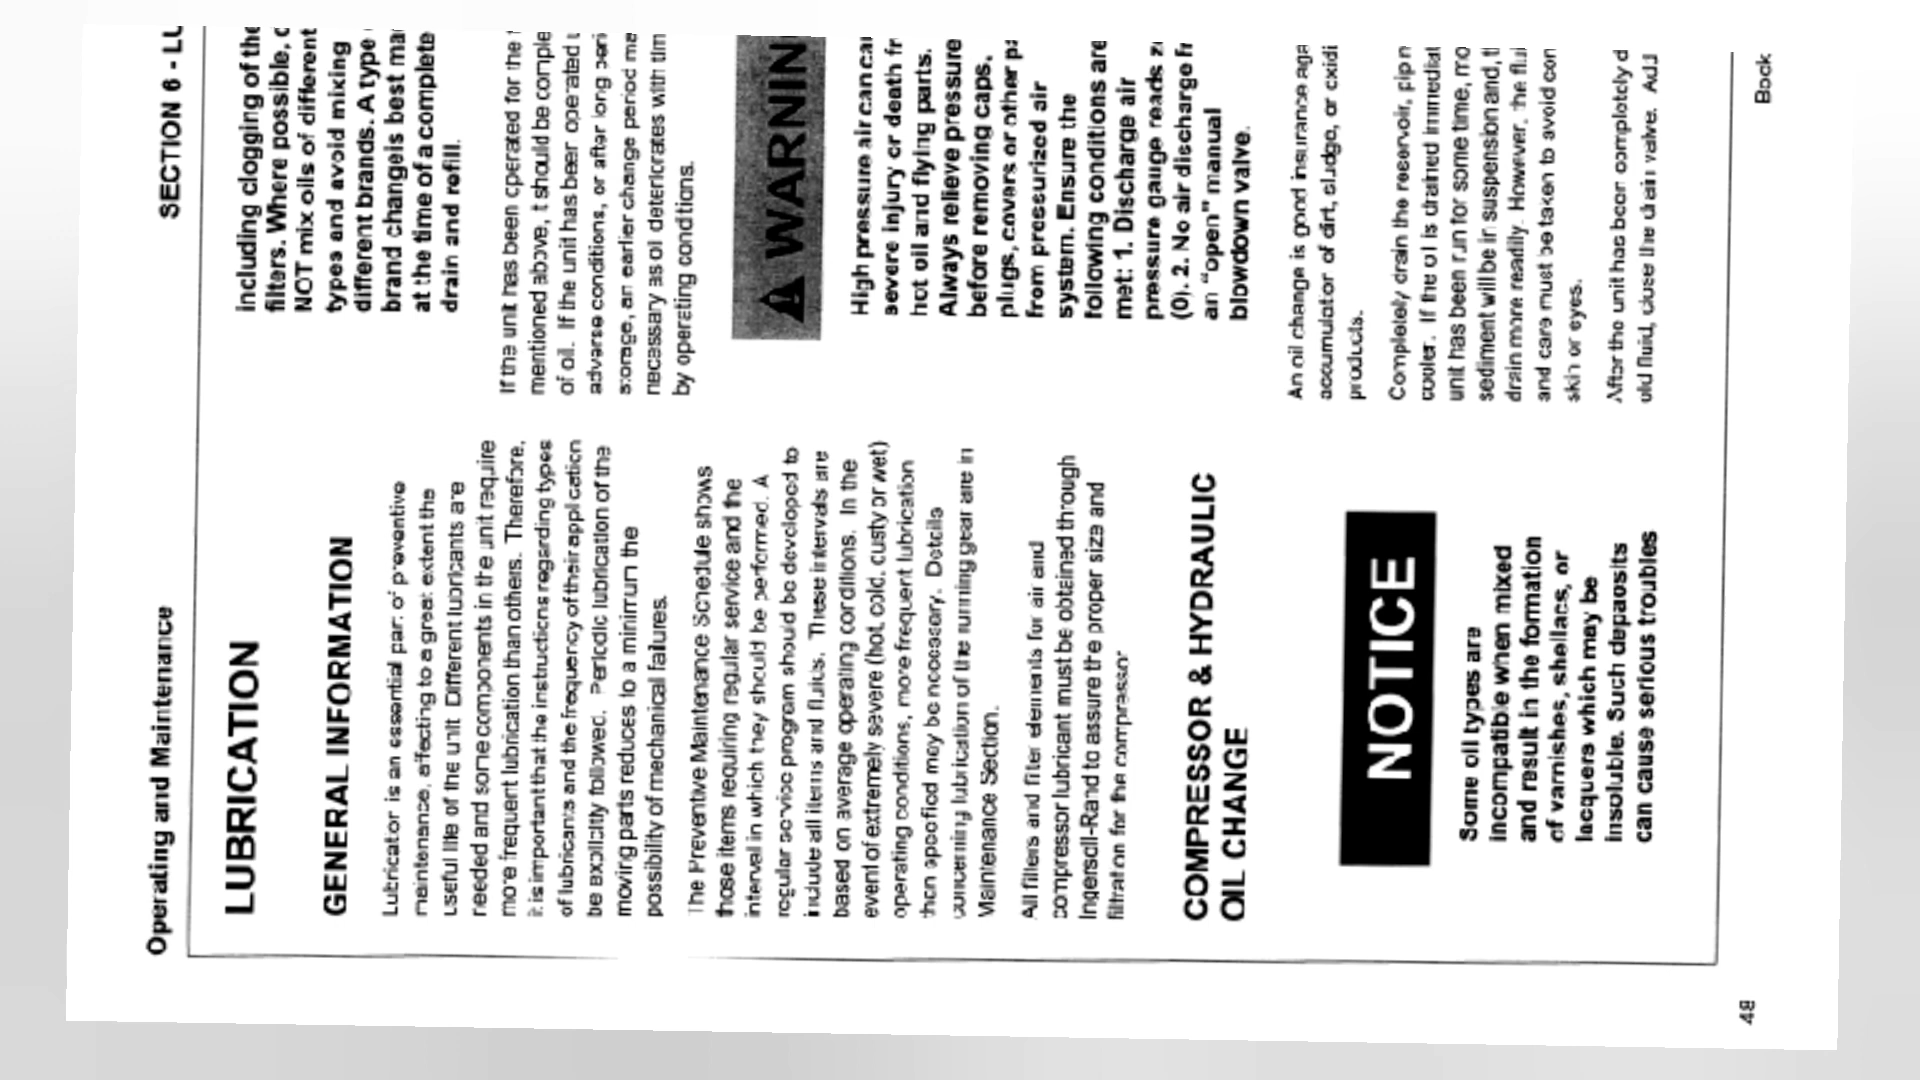 Operating and Maintenance
SECTION 6 - LU
LUBRICATION
GENERAL INFORMATION
Lubrication is an essential part of preventive
maintenance, affecting to a great extent the
useful life of the unit. Different lubricants are
needed and some components in the unit require
more frequent lubrication than others. Therefore,
it is important that the instructions regarding types
of lubricants and the frequency of their application
be explicitly followed. Periodic lubrication of the
moving parts reduces to a minimum the
possibility of mechanical failures.
The Preventive Maintenance Schedule shows
those items requiring regular service and the
interval in which they should be performed. A
regular service program should be developed to
include all items and fluids. These intervals are
based on average operating conditions. In the
event of extremely severe (hot, cold, dusty or wet)
operating conditions, more frequent lubrication
than specified may be necessary. Details
concerning lubrication of the running gear are in
Maintenance Section.
All filters and filter elements for air and
compressor lubricant must be obtained through
Ingersoll-Rand to assure the proper size and
filtration for the compressor.
COMPRESSOR & HYDRAULIC
OIL CHANGE
NOTICE
Some oil types are
incompatible when mixed
and result in the formation
of varnishes, shellacs, or
lacquers which may be
insoluble. Such deposits
can cause serious troubles
including clogging of the
filters. Where possible,
NOT mix oils of different
types and avoid mixing
different brands. A type
brand changeis best ma
at the time of a complete
drain and refill.
If the unit has been operated for the
mentioned above, it should be comple
of oil. If the unit has been operated
adverse conditions, or after long
storage, an earlier change period
necessary as oil deteriorates with
by operating conditions.
WARNIN
High pressure air can
severe injury or death fr
hot oil and flying parts.
Always relieve pressure
before removing caps,
plugs, covers or other
from pressurized air
system. Ensure the
following conditions are
met: 1. Discharge air
pressure gauge reads
(0). 2. No air discharge
an "open" manual
blowdown valve.
An oil change is good insurance
accumulation of dirt, sludge, or oxidi
products.
Completely drain the reservoir,
cooler. If the oil is drained immediat
unit has been run for some time, mo
sediment will be in suspension and,
drain more readily. However, the
and care must be taken to avoid con
skin or eyes.
After the unit has been completely d
old fluid, close the drain valve. Add
48
Book